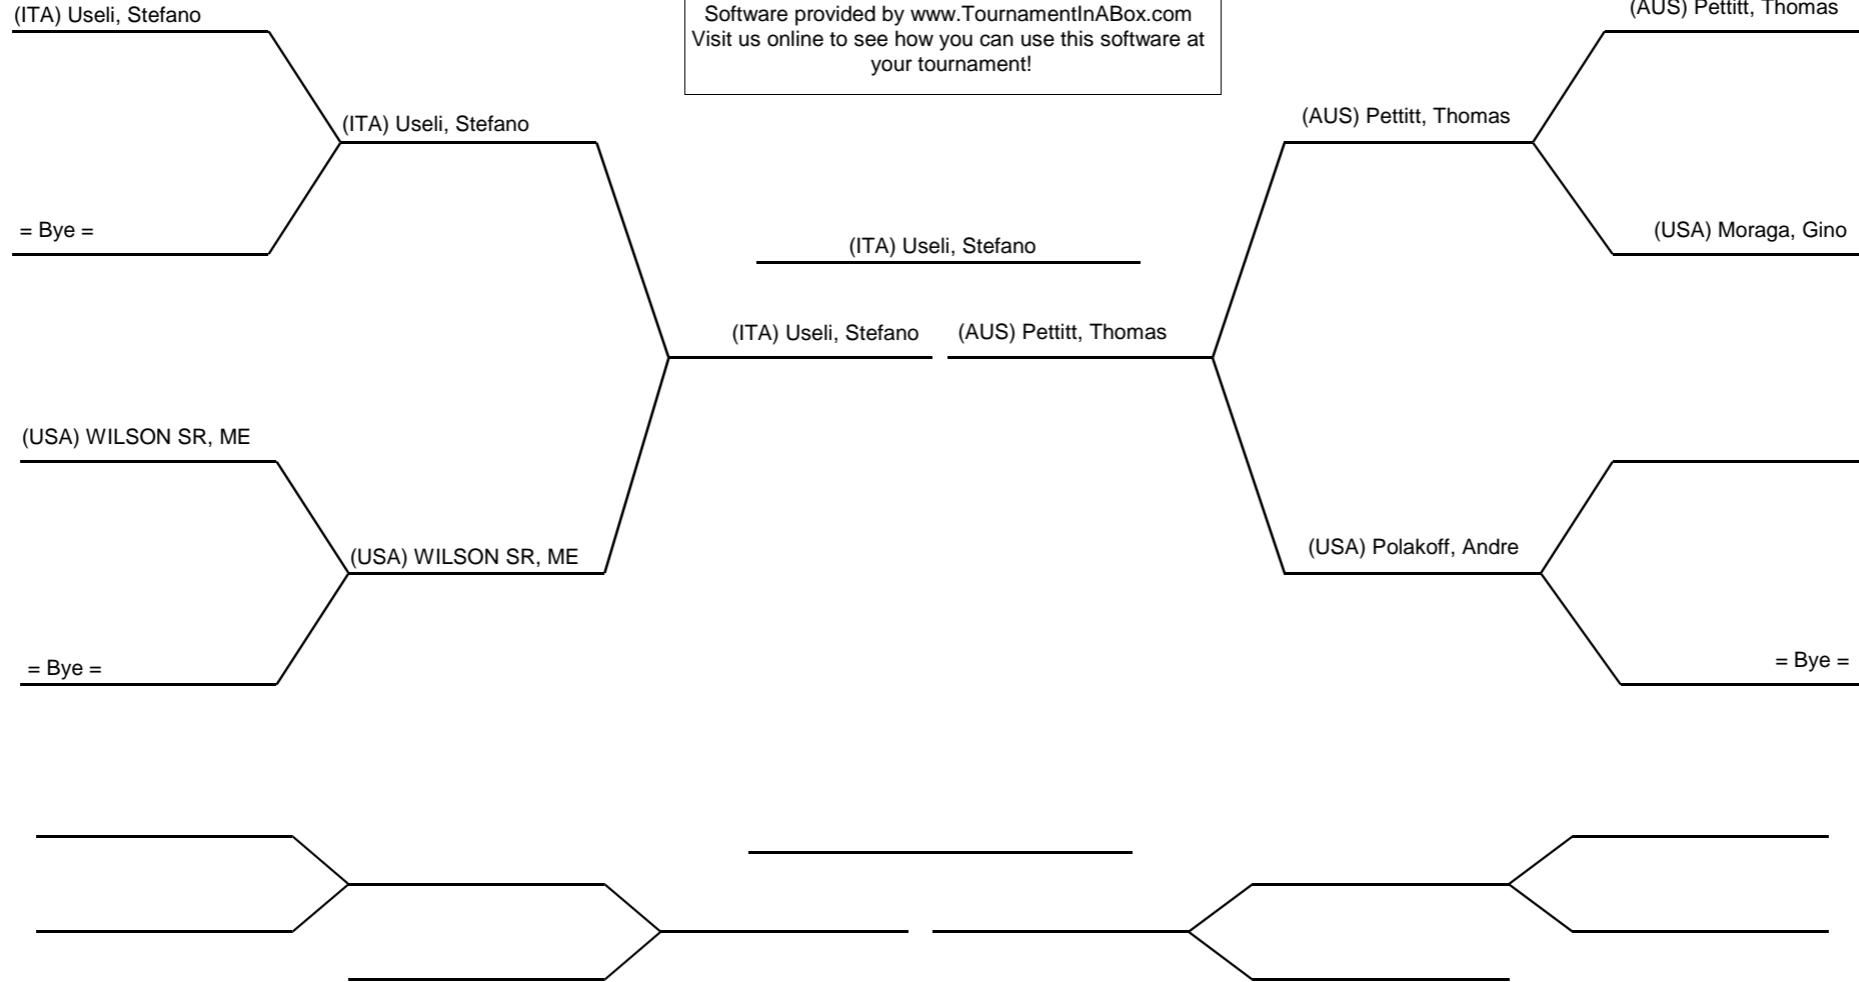 (ITA) Useli, Stefano
Software provided by www.TournamentInABox.com
Visit us online to see how you can use this software at
your tournament!
(AUS) Pettitt, Thomas
(ITA) Useli, Stefano
(AUS) Pettitt, Thomas
= Bye =
(ITA) Useli, Stefano
(USA) Moraga, Gino
(ITA) Useli, Stefano
(AUS) Pettitt, Thomas
(USA) WILSON SR, ME
(USA) WILSON SR, ME
(USA) Polakoff, Andre
= Bye =
= Bye =